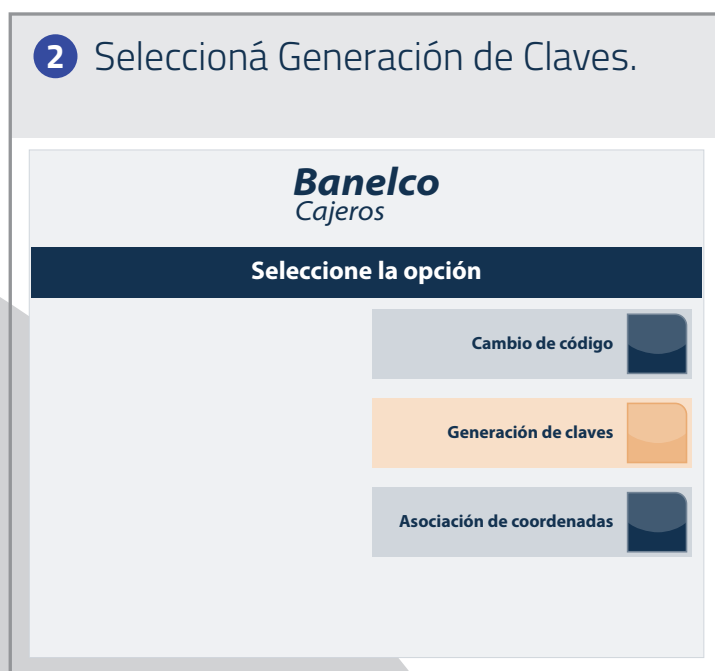 2 Seleccioná Generación de Claves.
Banelco
Cajeros
Seleccione la opción
Cambio de código
Generación de claves
Asociación de coordenadas